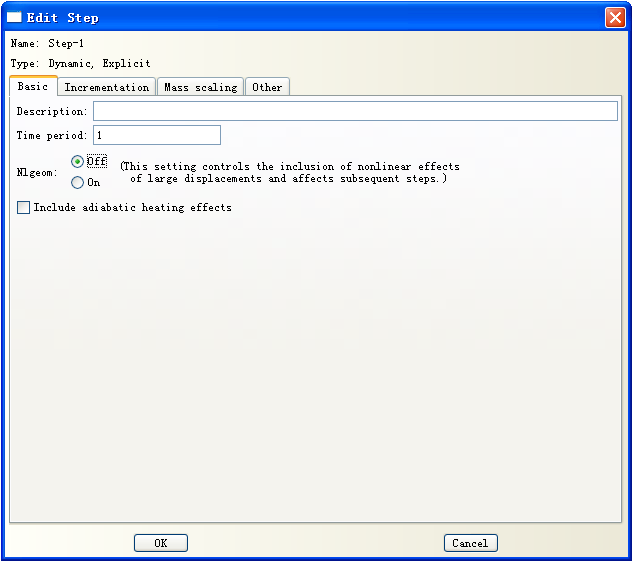 Edit Step
Name: Step-1
Type: Dynamic, Explicit
Basic Incrementation Mass scaling Other
Description:
Time period: 1
Nlgeom:
Off
On
(This setting controls the inclusion of nonlinear effects
of large displacements and affects subsequent steps.)
Include adiabatic heating effects
OK Cancel